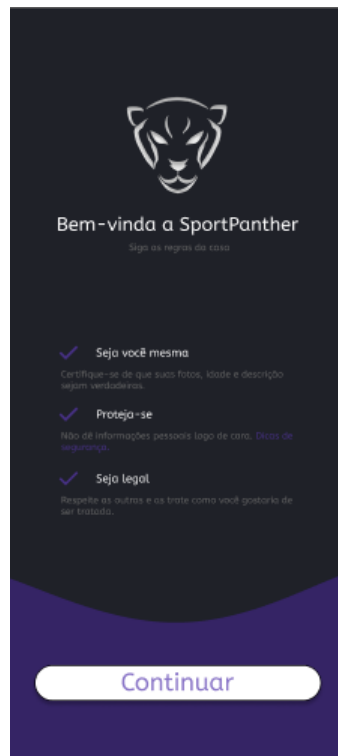 Bem-vinda a SportPanther
Siga as regras da casa
Seja você mesma
Certifique-se de que suas fotos, idade e descrição
sejam verdadeiras.
Proteja-se
Não dê informações pessoais logo de cara. Dicas de
segurança.
Seja legal
Respeite as outras e as trate como você gostaria de
ser tratada.
Continuar